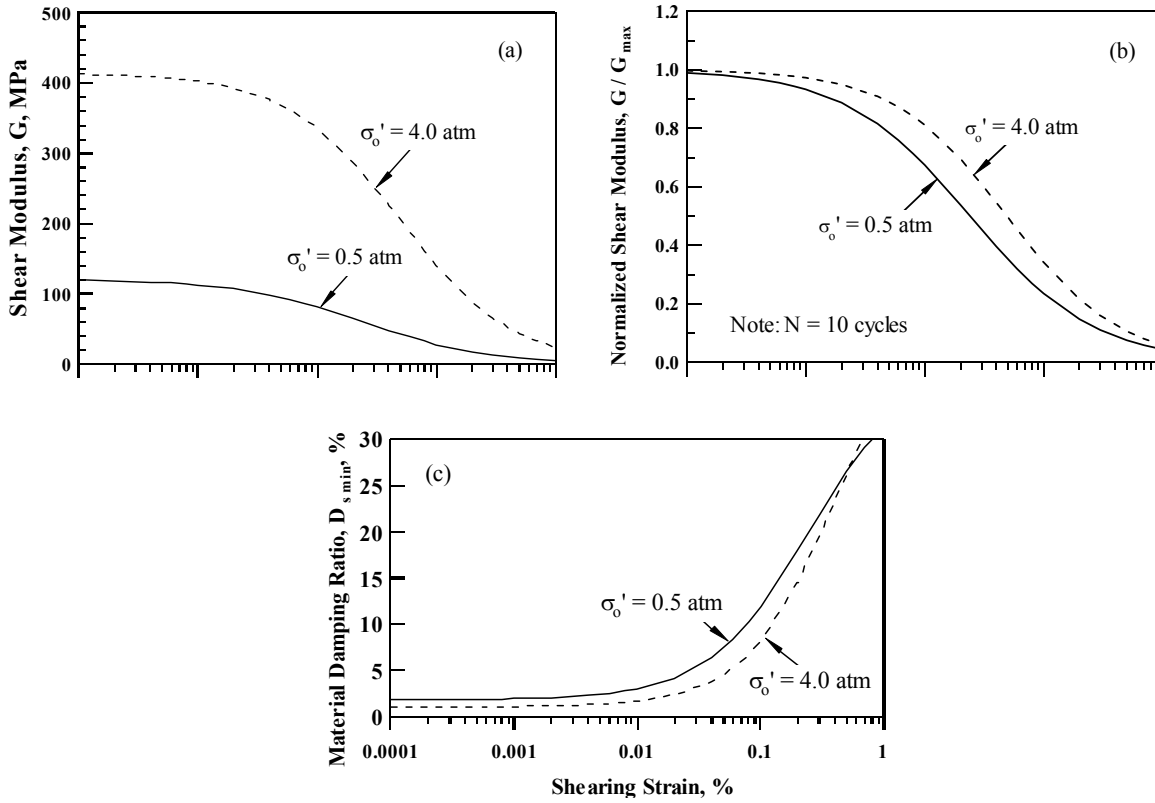 (a)
Shear Modulus, G, MPa
500
400
300
200
100
0
σo' = 4.0 atm
σo' = 0.5 atm
(b)
Normalized Shear Modulus, G / Gmax
1.2
1.0
0.8
0.6
0.4
0.2
0.0
σo' = 4.0 atm
σo' = 0.5 atm
Note: N = 10 cycles
(c)
Material Damping Ratio, Ds min, %
30
25
20
15
10
5
0
σo' = 0.5 atm
σo' = 4.0 atm
0.0001 0.001 0.01 0.1 1
Shearing Strain, %